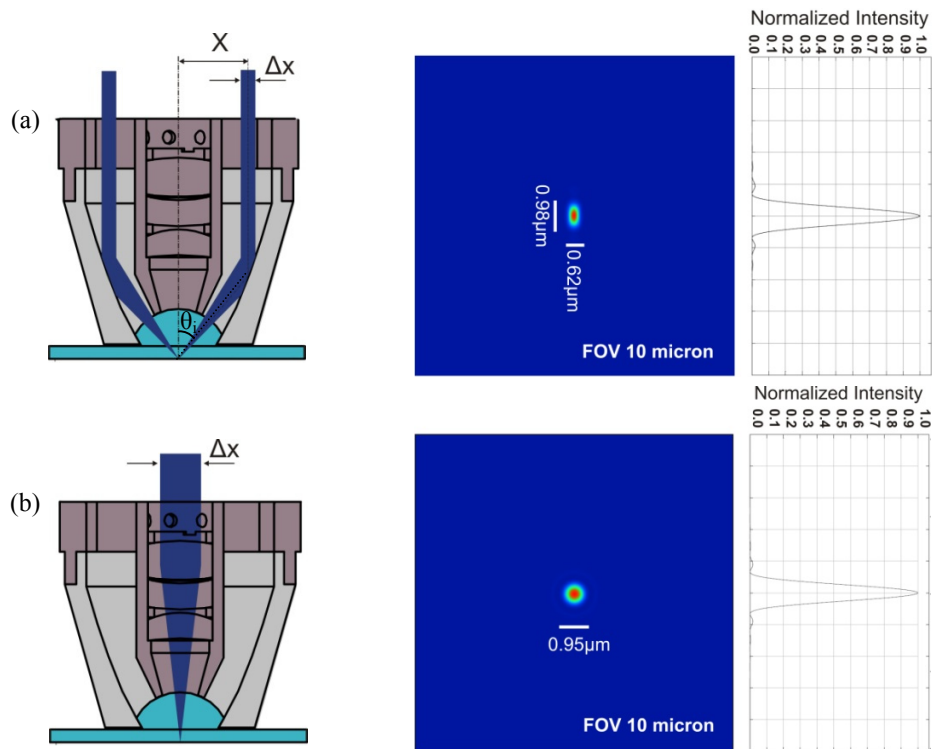 (a)
X
Δx
θi
0.98μm
0.62μm
FOV 10 micron
Normalized Intensity
1.0
0.9
0.8
0.7
0.6
0.5
0.4
0.3
0.2
0.1
0.0
(b)
Δx
0.95μm
FOV 10 micron
Normalized Intensity
1.0
0.9
0.8
0.7
0.6
0.5
0.4
0.3
0.2
0.1
0.0